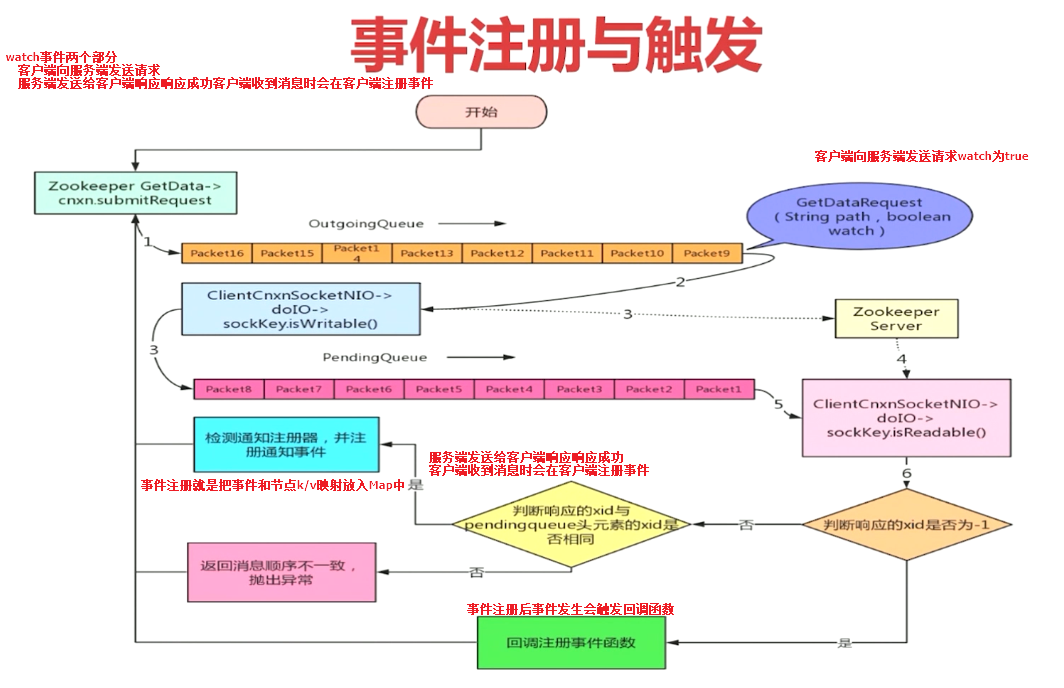 事件注册与触发
watch事件两个部分
客户端向服务端发送请求
服务端发送给客户端响应响应成功客户端收到消息时会在客户端注册事件
开始
客户端向服务端发送请求watch为true
Zookeeper GetData->
cnxn.submitRequest
GetDataRequest
（String path，boolean
watch）
OutgoingQueue
1
Packet16
Packet15
Packet1
4
Packet13
Packet12
Packet11
Packet10
Packet9
2
ClientCnxnSocketNIO->
doIO->
sockKey.isWritable()
3
Zookeeper
Server
3
PendingQueue
4
Packet8
Packet7
Packet6
Packet5
Packet4
Packet3
Packet2
Packet1
5
ClientCnxnSocketNIO->
doIO->
sockKey.isReadable()
检测通知注册器，并注
册通知事件
服务端发送给客户端响应响应成功
客户端收到消息时会在客户端注册事件
6
事件注册就是把事件和节点k/v映射放入Map中
是
判断响应的xid与
pendingqueue头元素的xid是
否相同
否
判断响应的xid是否为-1
返回消息顺序不一致，
抛出异常
否
事件注册后事件发生会触发回调函数
回调注册事件函数
是